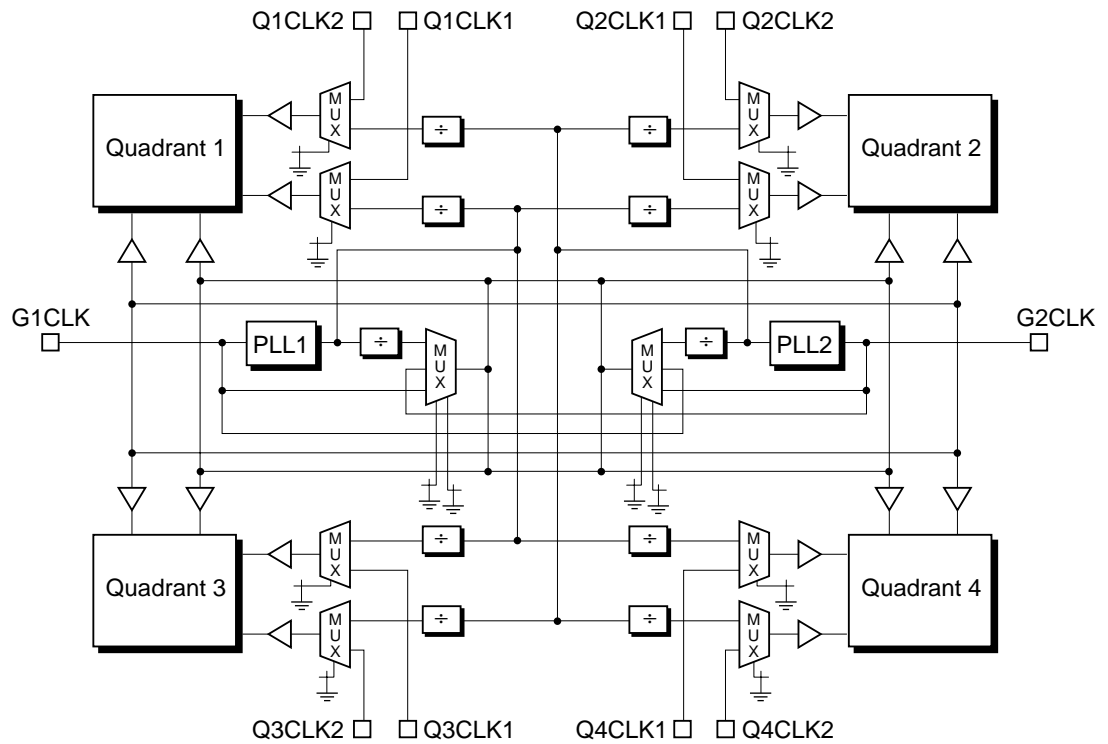 Q1CLK2 Q1CLK1 Q2CLK1 Q2CLK2
MUX MUX
÷ ÷
Quadrant 1 Quadrant 2
MUX MUX
÷ ÷
G1CLK G2CLK
PLL1 ÷ MUX MUX ÷ PLL2
MUX ÷ ÷ MUX
Quadrant 3 Quadrant 4
MUX ÷ ÷ MUX
Q3CLK2 Q3CLK1 Q4CLK1 Q4CLK2